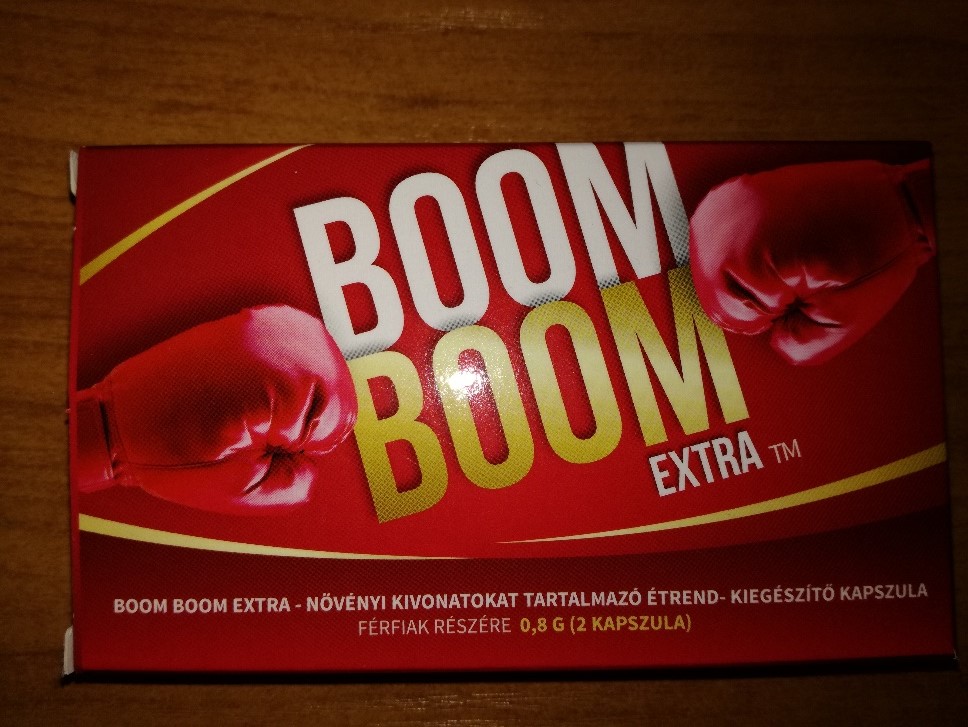 BOOM
BOOM
EXTRA TM
BOOM BOOM EXTRA - NÖVÉNYI KIVONATOKAT TARTALMAZÓ ÉTREND- KIEGÉSZÍTŐ KAPSZULA
FÉRFIAK RÉSZÉRE 0,8 G (2 KAPSZULA)